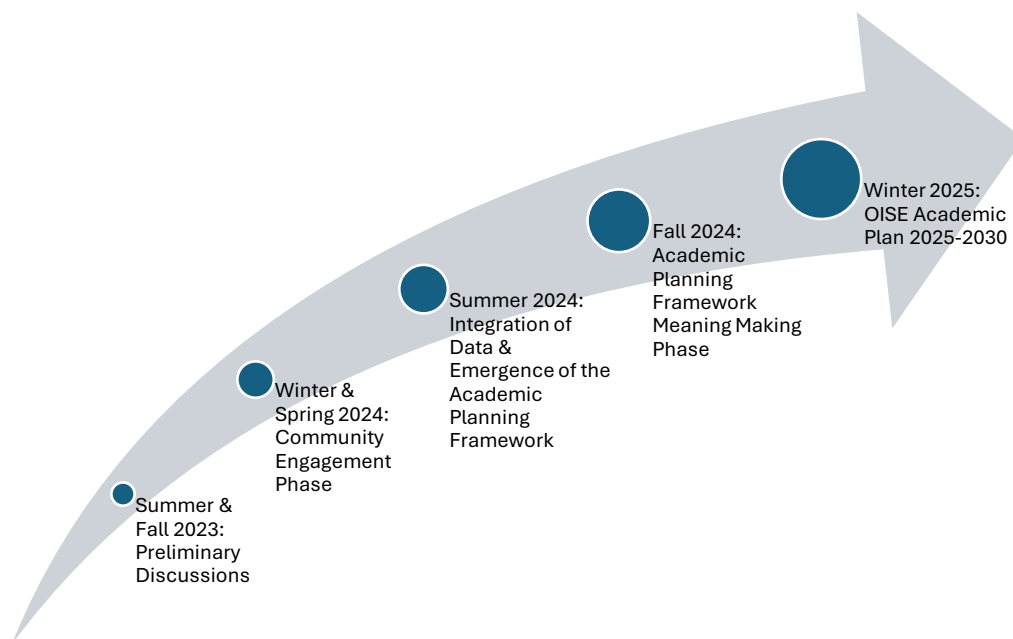 Summer &
Fall 2023:
Preliminary
Discussions
Winter &
Spring 2024:
Community
Engagement
Phase
Summer 2024:
Integration of
Data &
Emergence of the
Academic
Planning
Framework
Fall 2024:
Academic
Planning
Framework
Meaning Making
Phase
Winter 2025:
OISE Academic
Plan 2025-2030